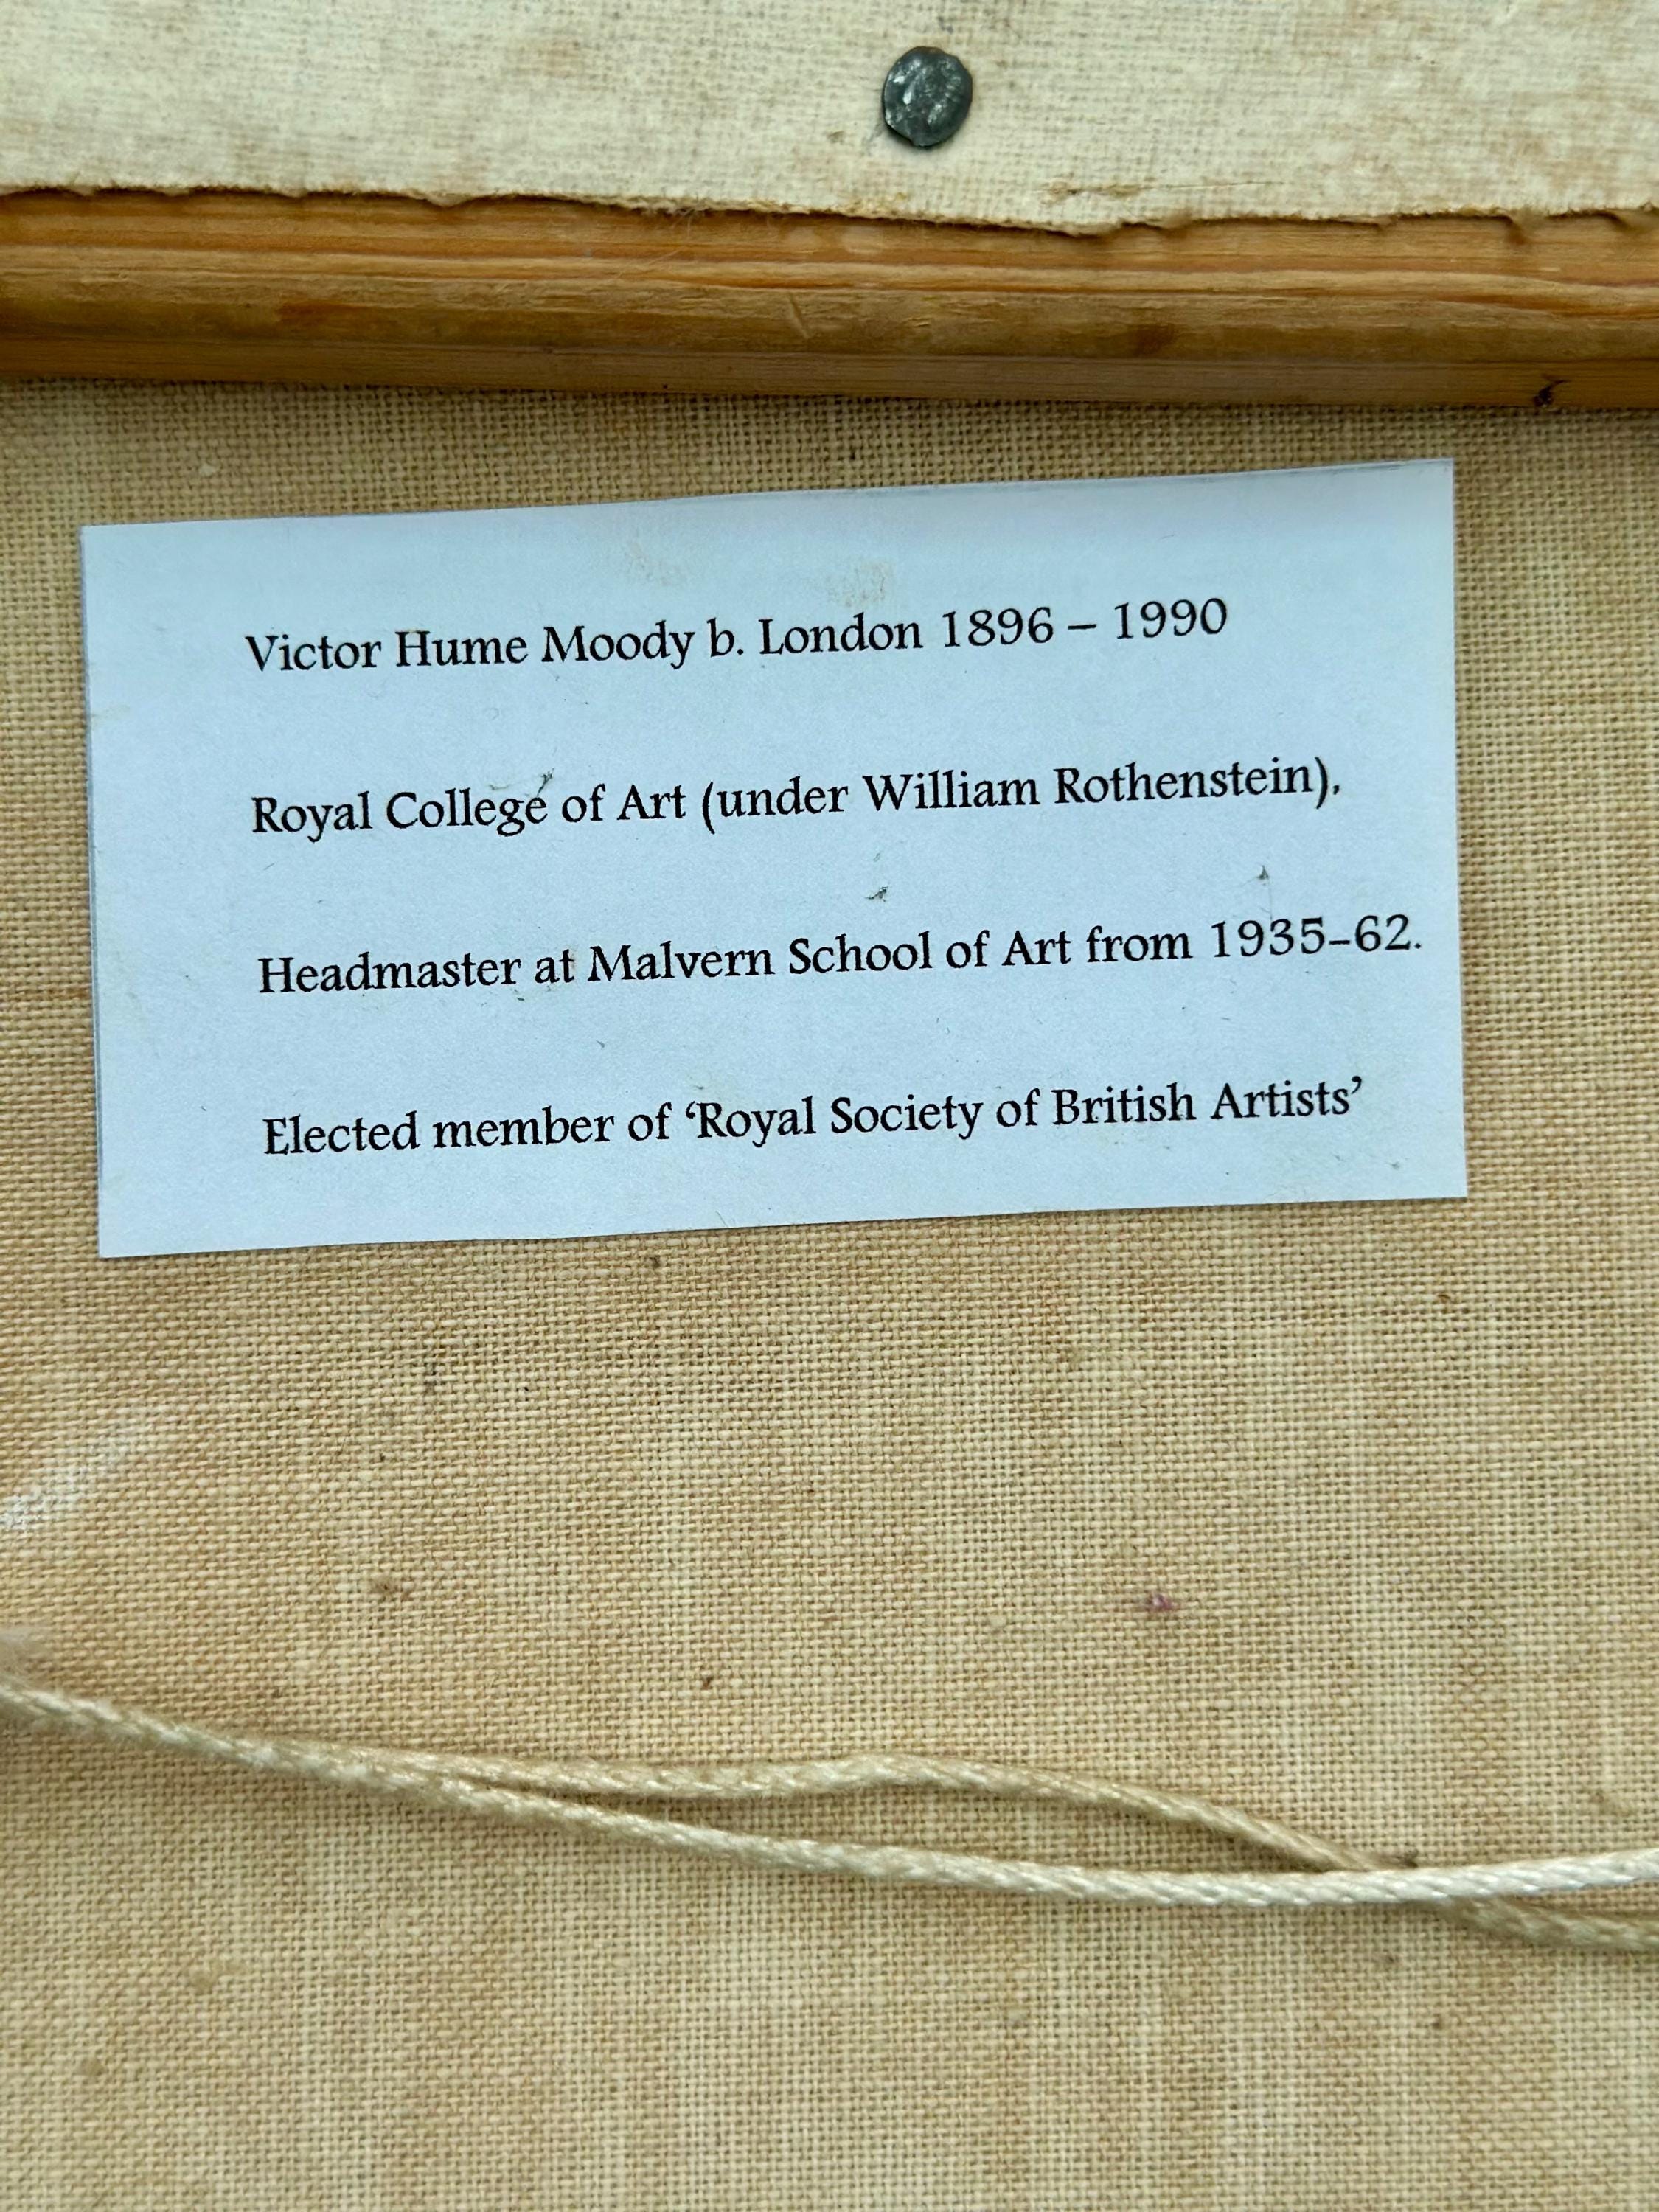 Victor Hume Moody b. London 1896 – 1990
Royal College of Art (under William Rothenstein),
Headmaster at Malvern School of Art from 1935–62.
Elected member of ‘Royal Society of British Artists’